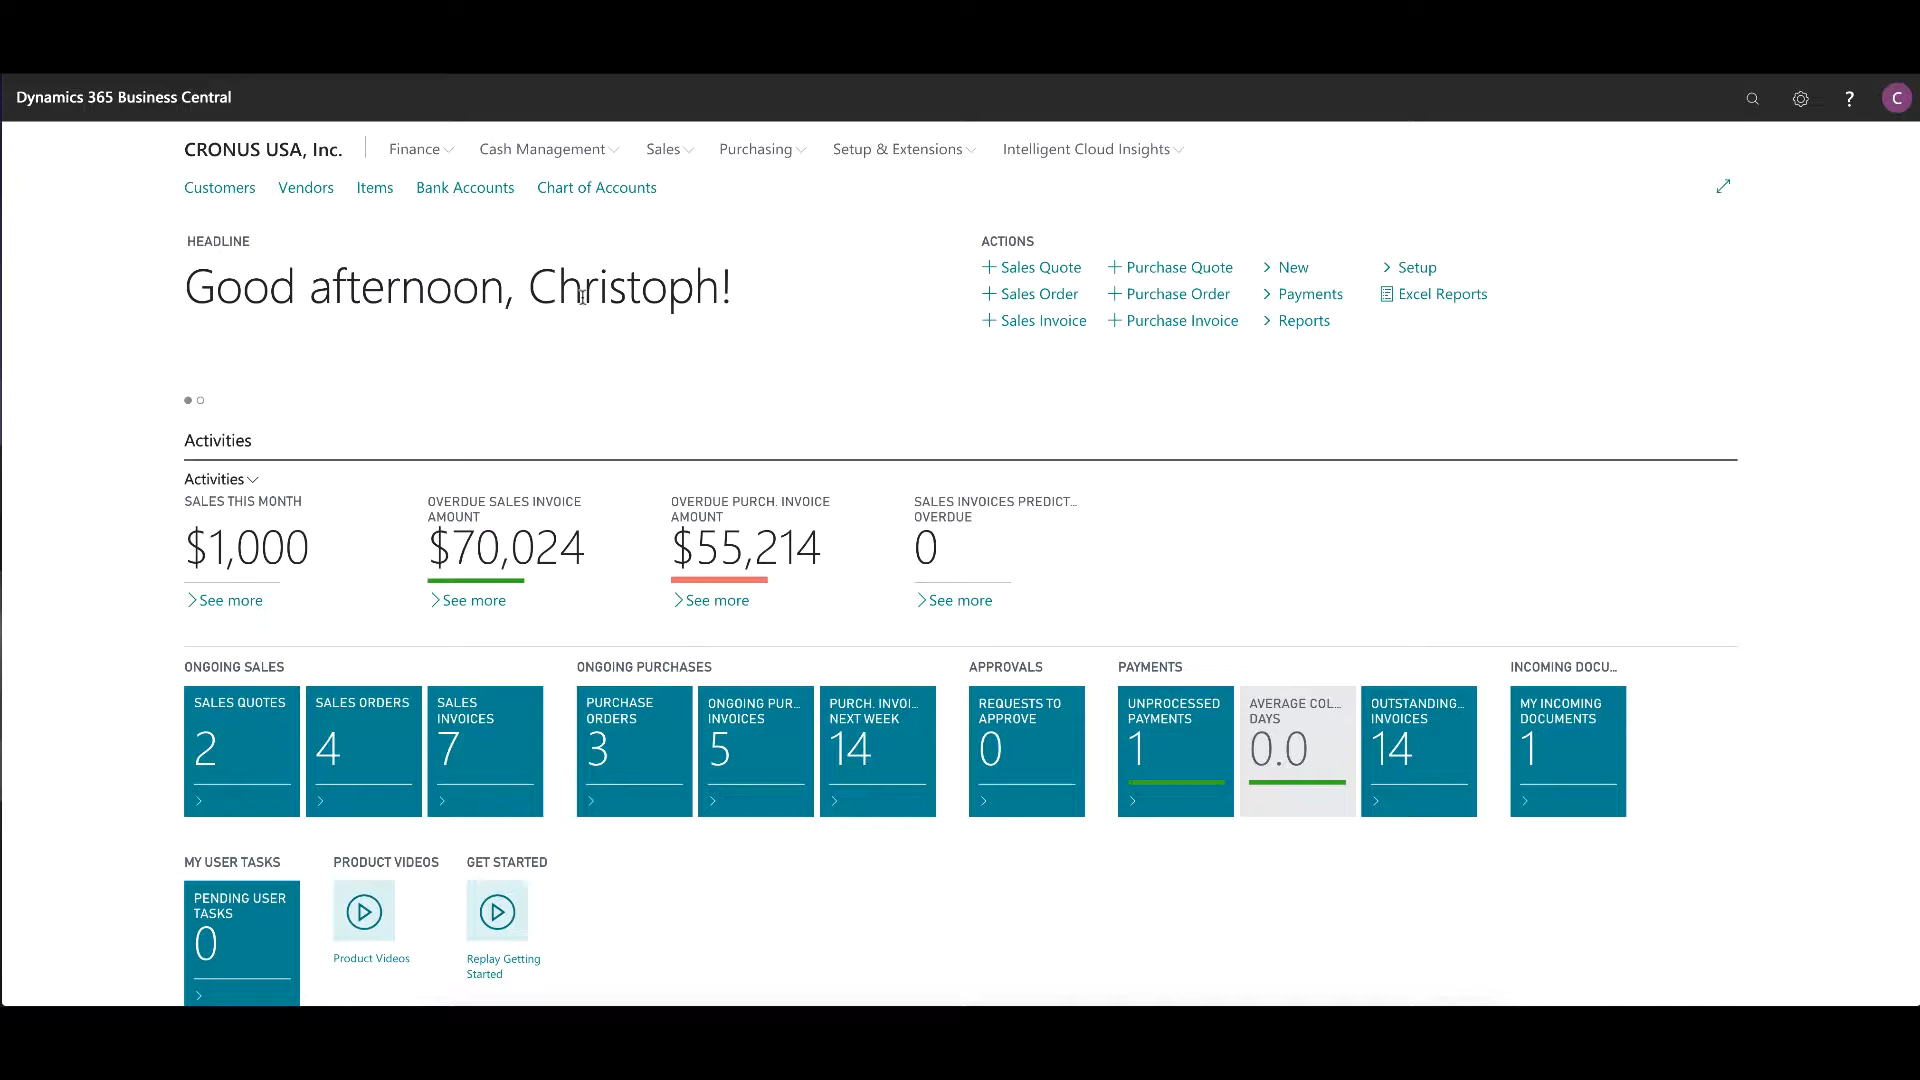 Dynamics 365 Business Central
?
C
CRONUS USA, Inc.
Finance
Cash Management
Sales
Purchasing
Setup & Extensions
Intelligent Cloud Insights
Customers
Vendors
Items
Bank Accounts
Chart of Accounts
HEADLINE
Good afternoon, Christoph!
ACTIONS
Sales Quote
Purchase Quote
New
Setup
Sales Order
Purchase Order
Payments
Excel Reports
Sales Invoice
Purchase Invoice
Reports
Activities
Activities
SALES THIS MONTH
$1,000
See more
OVERDUE SALES INVOICE
AMOUNT
$70,024
See more
OVERDUE PURCH. INVOICE
AMOUNT
$55,214
See more
SALES INVOICES PREDICT...
OVERDUE
0
See more
ONGOING SALES
SALES QUOTES
2
SALES ORDERS
4
SALES
INVOICES
7
ONGOING PURCHASES
PURCHASE
ORDERS
3
ONGOING PUR...
INVOICES
5
PURCH. INVOI...
NEXT WEEK
14
APPROVALS
REQUESTS TO
APPROVE
0
PAYMENTS
UNPROCESSED
PAYMENTS
1
AVERAGE COL...
DAYS
0.0
OUTSTANDING...
INVOICES
14
INCOMING DOCU...
MY INCOMING
DOCUMENTS
1
MY USER TASKS
PENDING USER
TASKS
0
PRODUCT VIDEOS
Product Videos
GET STARTED
Replay Getting
Started